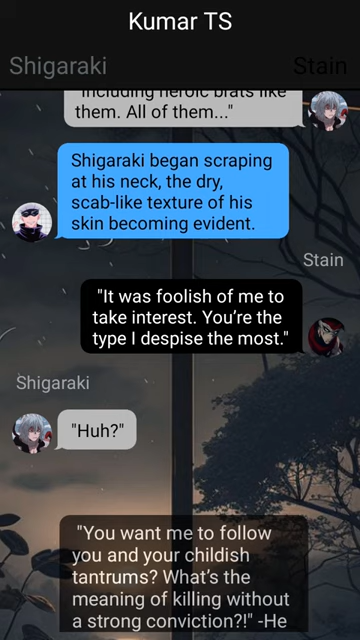 Kumar TS
Shigaraki
Stain
including heroic brats like
them. All of them..."
Shigaraki began scraping
at his neck, the dry,
scab-like texture of his
skin becoming evident.
Stain
"It was foolish of me to
take interest. You're the
type I despise the most."
Shigaraki
"Huh?"
"You want me to follow
you and your childish
tantrums? What's the
meaning of killing without
a strong conviction?!" -He